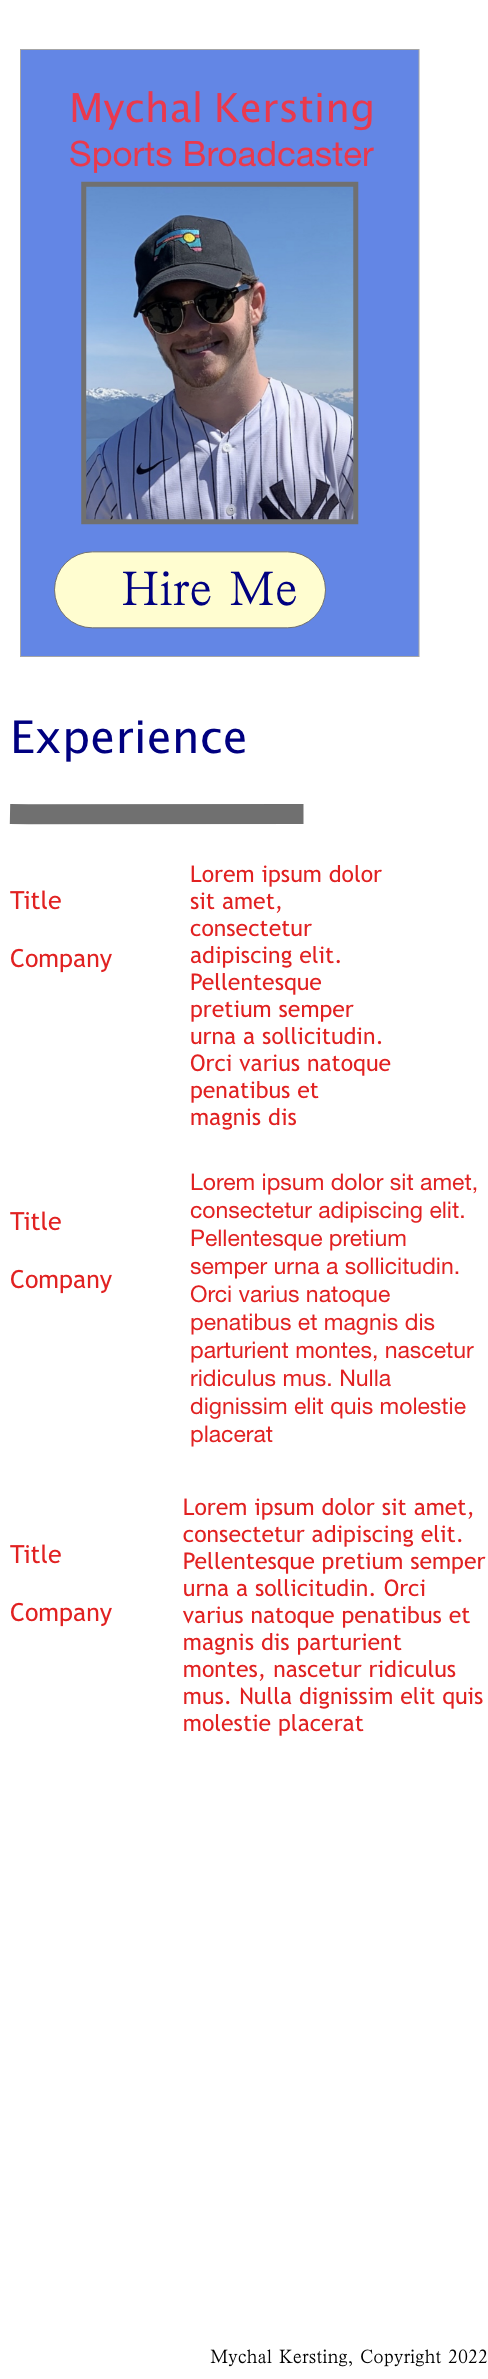 Mychal Kersting
Sports Broadcaster
Hire Me
Experience
Title
Company
Lorem ipsum dolor
sit amet,
consectetur
adipiscing elit.
Pellentesque
pretium semper
urna a sollicitudin.
Orci varius natoque
penatibus et
magnis dis
Title
Company
Lorem ipsum dolor sit amet,
consectetur adipiscing elit.
Pellentesque pretium
semper urna a sollicitudin.
Orci varius natoque
penatibus et magnis dis
parturient montes, nascetur
ridiculus mus. Nulla
dignissim elit quis molestie
placerat
Title
Company
Lorem ipsum dolor sit amet,
consectetur adipiscing elit.
Pellentesque pretium semper
urna a sollicitudin. Orci
varius natoque penatibus et
magnis dis parturient
montes, nascetur ridiculus
mus. Nulla dignissim elit quis
molestie placerat
Mychal Kersting, Copyright 2022